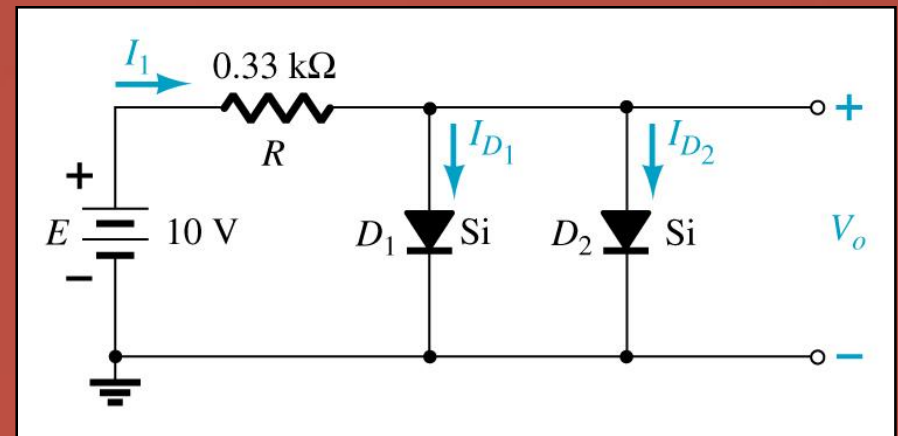 I1
0.33 kΩ
R
+
E
10 V
−
ID1
D1
Si
ID2
D2
Si
+
Vo
−